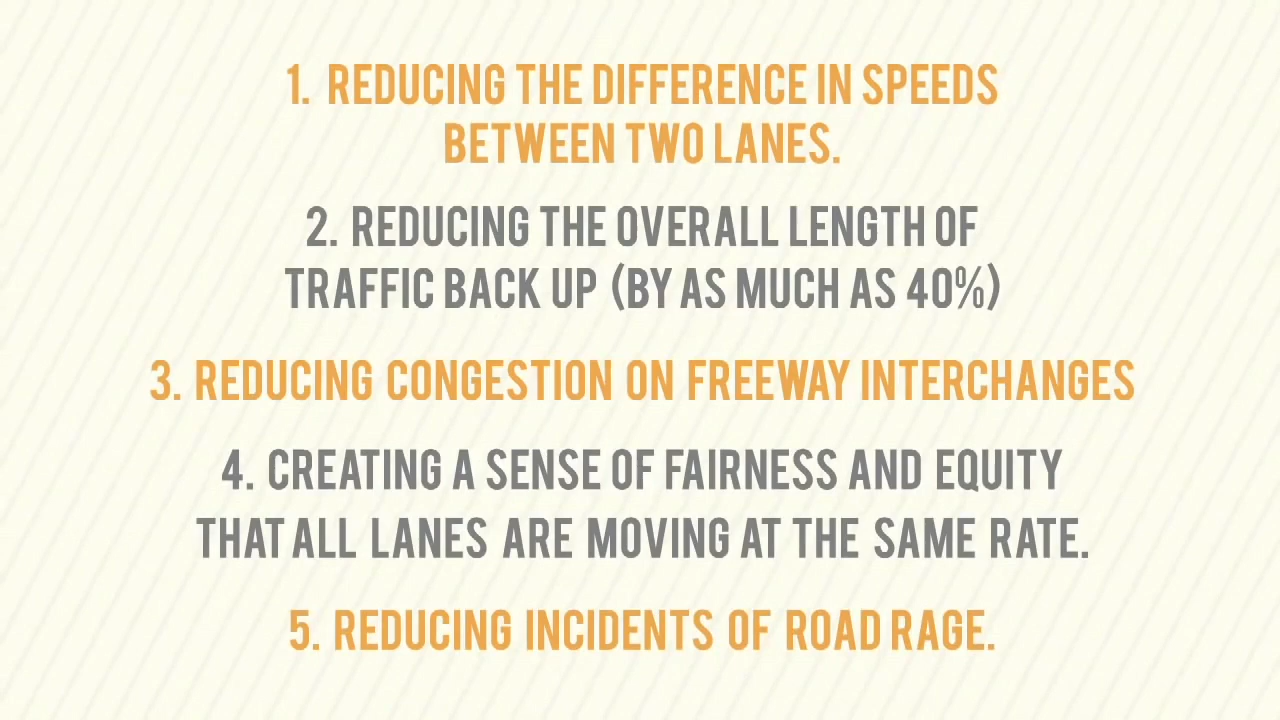 1. REDUCING THE DIFFERENCE IN SPEEDS
BETWEEN TWO LANES.
2. REDUCING THE OVERALL LENGTH OF
TRAFFIC BACK UP (BY AS MUCH AS 40%)
3. REDUCING CONGESTION ON FREEWAY INTERCHANGES
4. CREATING A SENSE OF FAIRNESS AND EQUITY
THAT ALL LANES ARE MOVING AT THE SAME RATE.
5. REDUCING INCIDENTS OF ROAD RAGE.